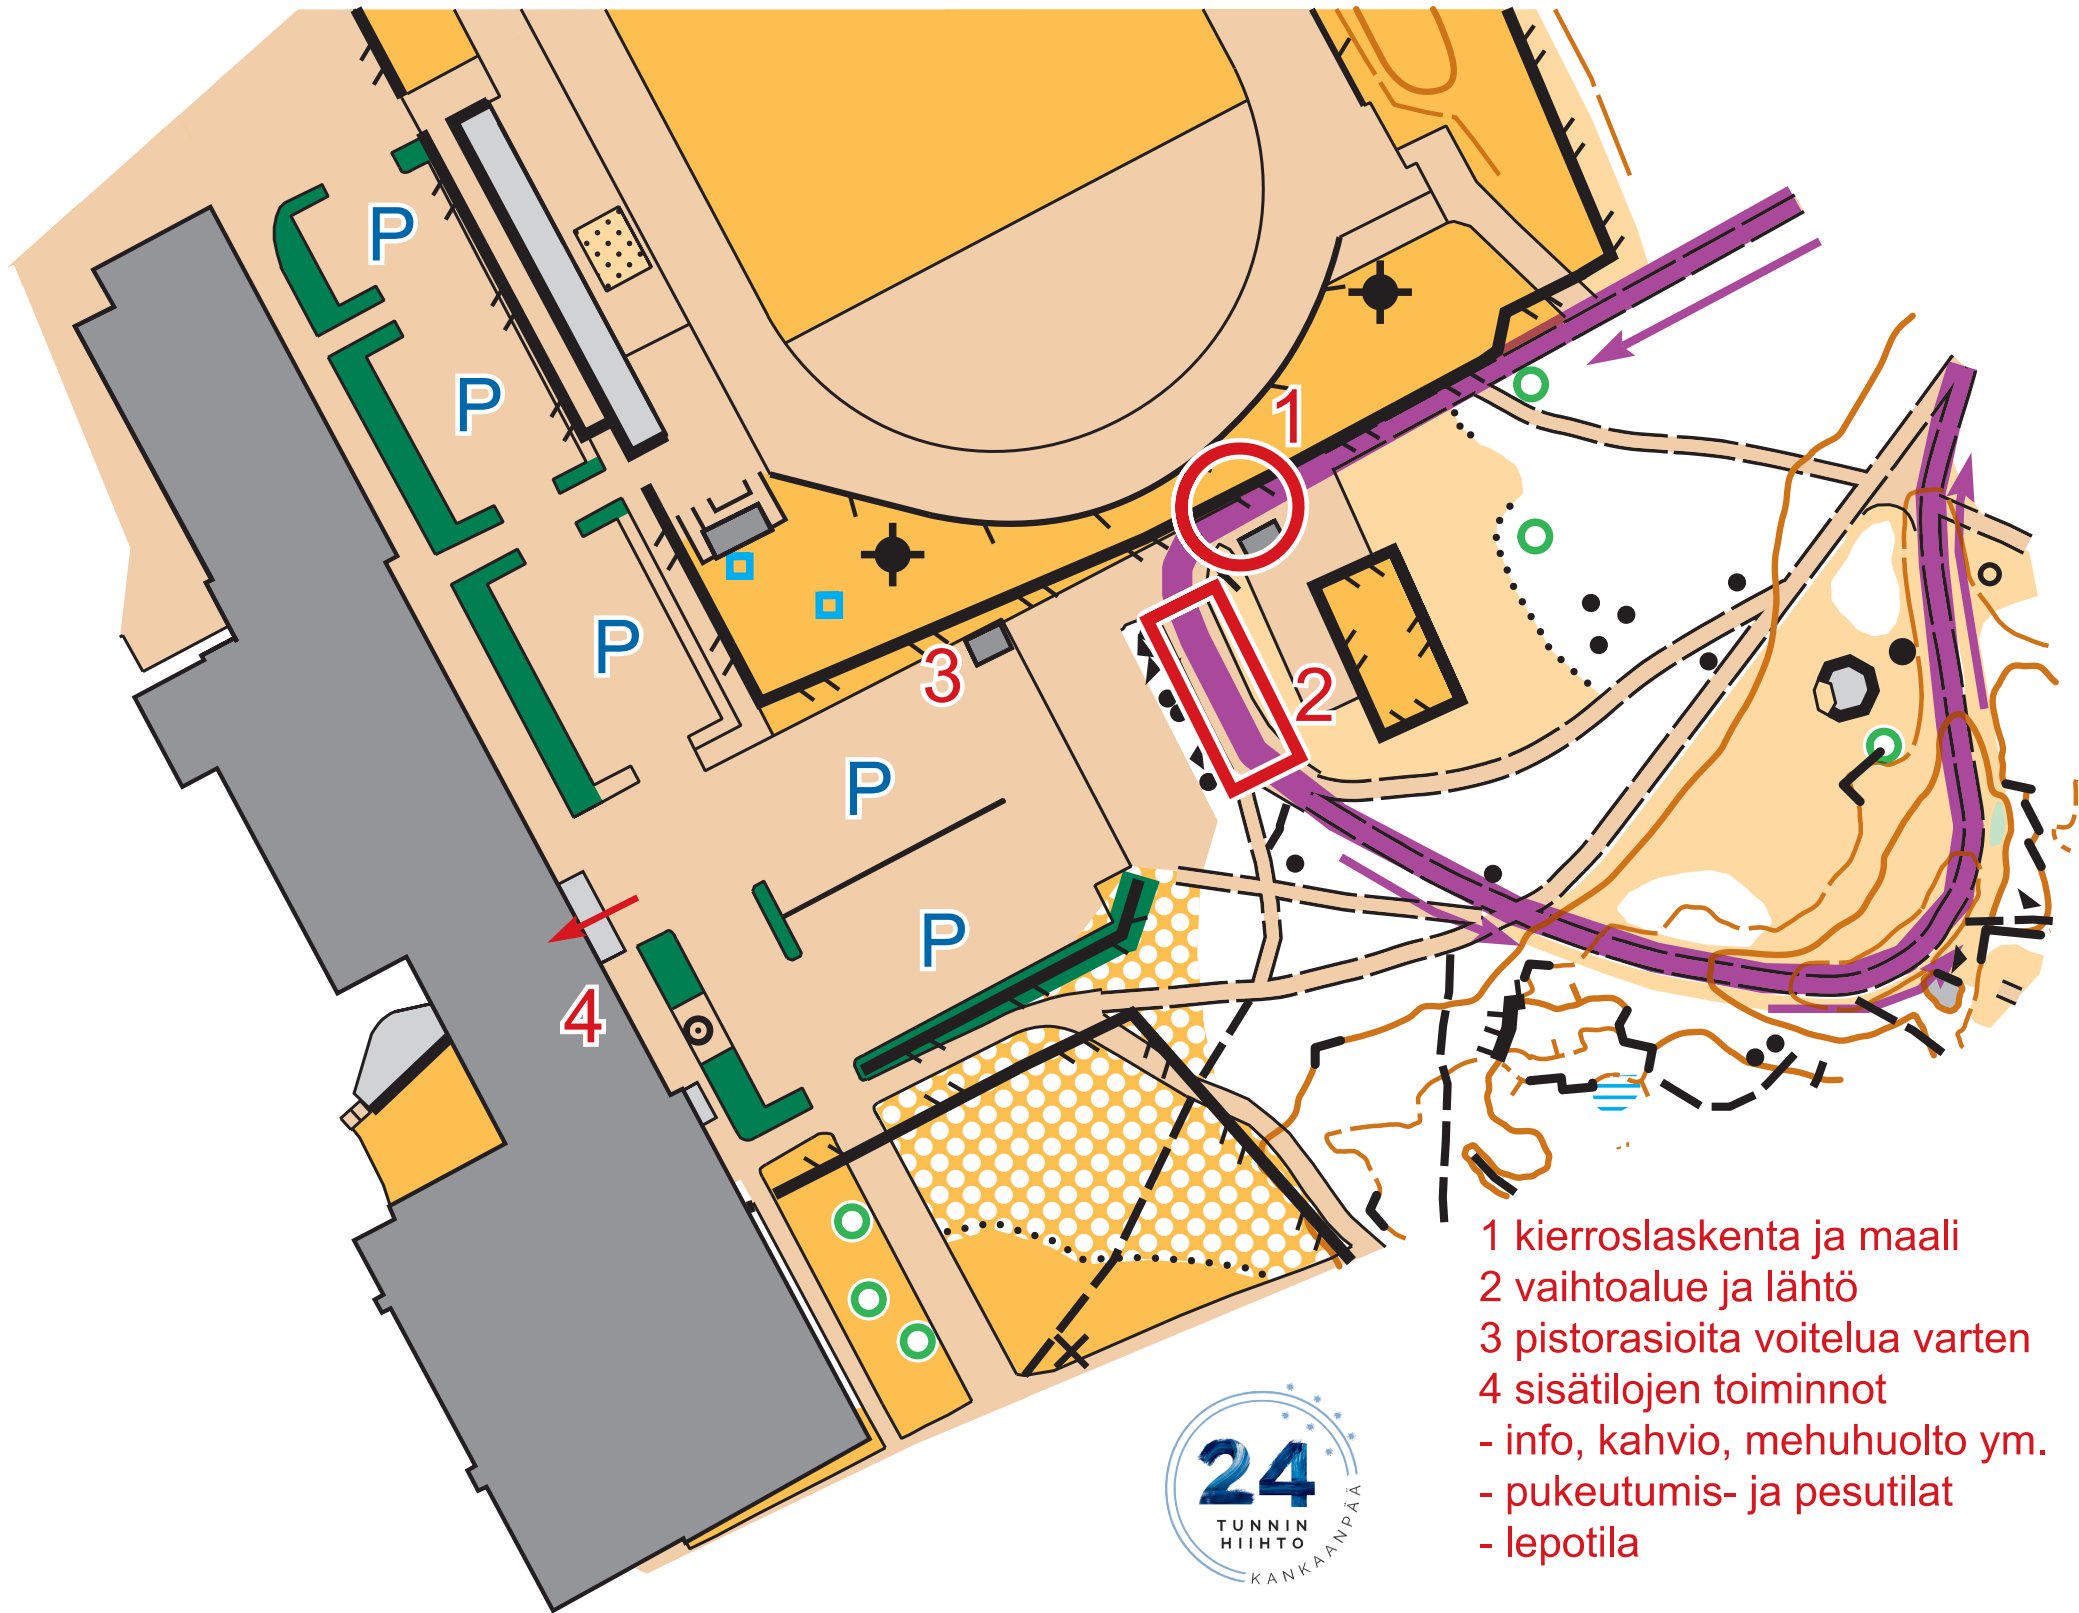 P
P
1
P
3
2
P
P
4
1 kierroslaskenta ja maali
2 vaihtoalue ja lähtö
3 pistorasioita voitelua varten
4 sisätilojen toiminnot
- info, kahvio, mehuhuolto ym.
- pukeutumis- ja pesutilat
- lepotila
24
TUNNIN
HIIHTO
KANKAANPÄÄ